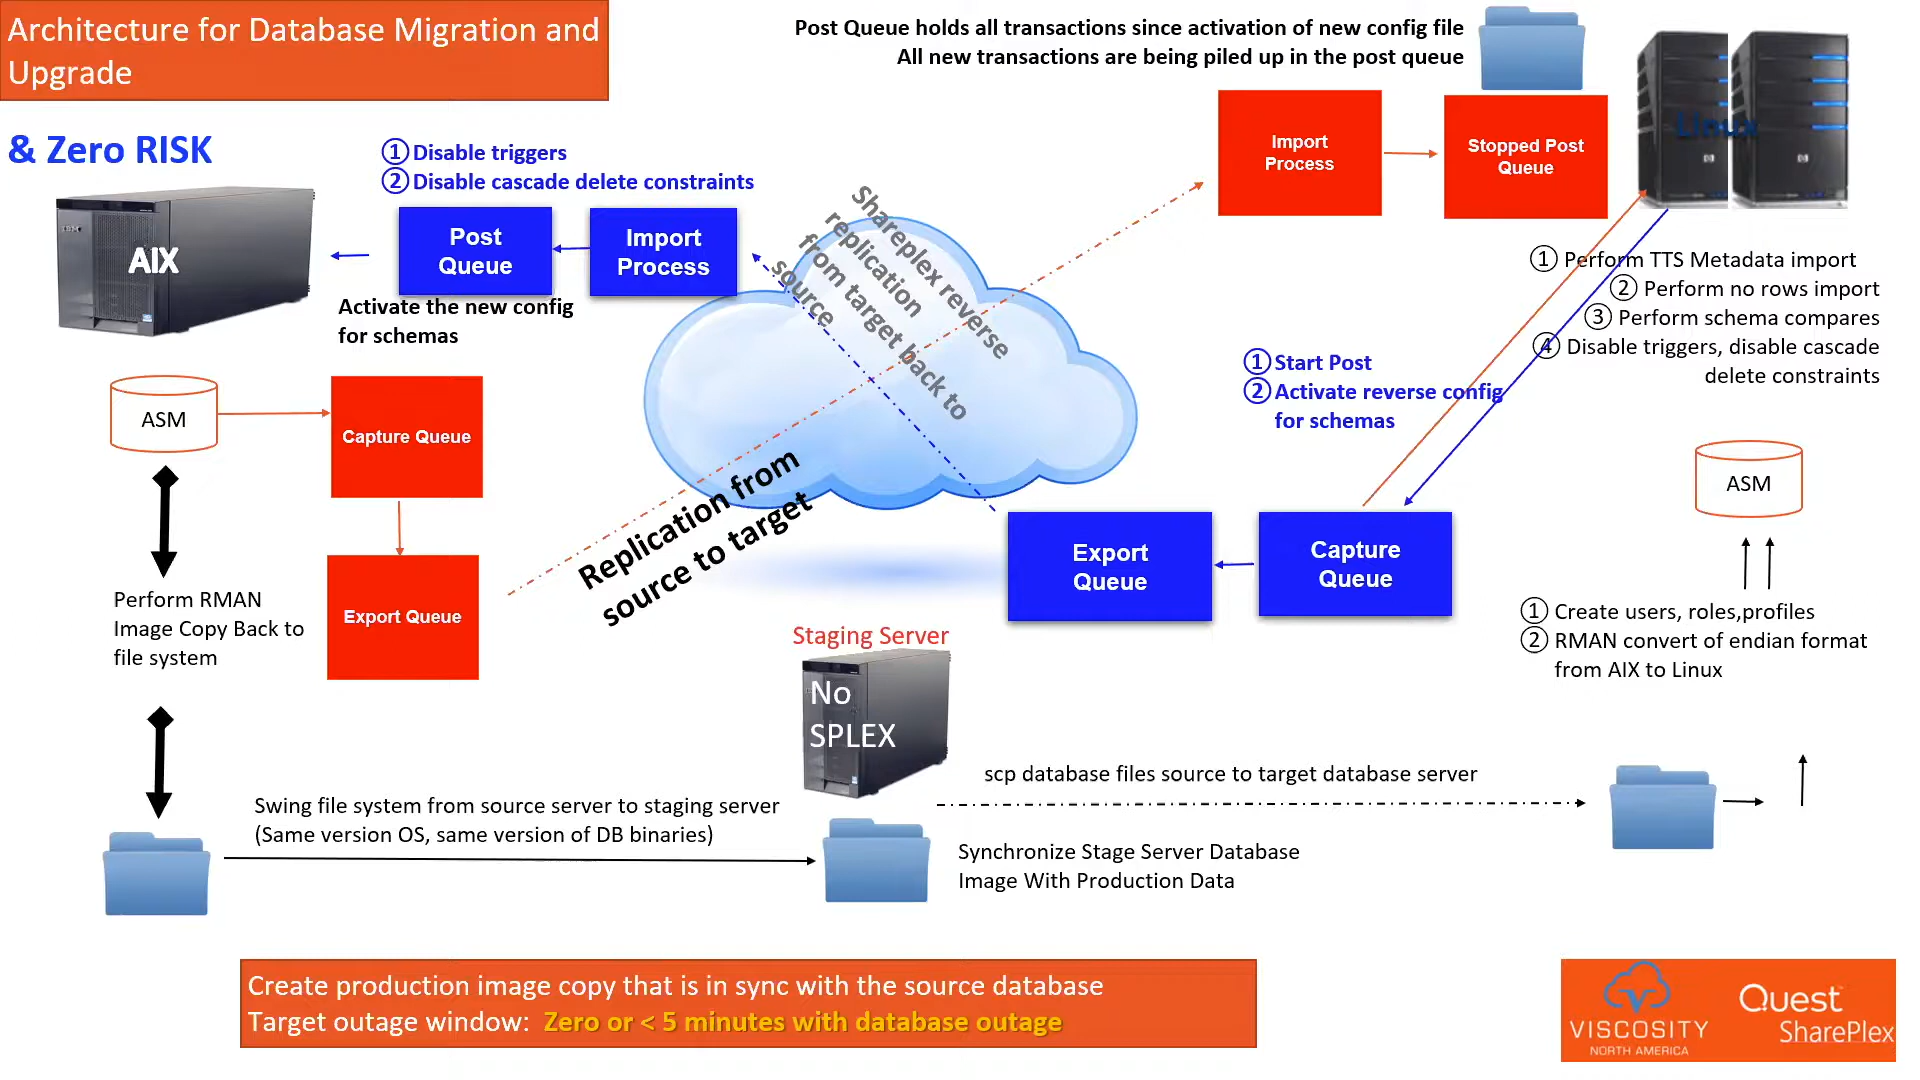 Architecture for Database Migration and
Upgrade
Post Queue holds all transactions since activation of new config file
All new transactions are being piled up in the post queue
& Zero RISK
① Disable triggers
② Disable cascade delete constraints
Import
Process
Stopped Post
Queue
Linux
AIX
Post
Queue
Import
Process
Activate the new config
for schemas
Shareplex reverse
replication
from target back to
source
① Perform TTS Metadata import
② Perform no rows import
③ Perform schema compares
④ Disable triggers, disable cascade
delete constraints
① Start Post
② Activate reverse config
for schemas
ASM
Capture Queue
ASM
Replication from
source to target
Export
Queue
Capture
Queue
Perform RMAN
Image Copy Back to
file system
Export Queue
① Create users, roles,profiles
② RMAN convert of endian format
from AIX to Linux
Staging Server
No
SPLEX
scp database files source to target database server
Swing file system from source server to staging server
(Same version OS, same version of DB binaries)
Synchronize Stage Server Database
Image With Production Data
Create production image copy that is in sync with the source database
Target outage window: Zero or < 5 minutes with database outage
VISCOSITY
NORTH AMERICA
Quest
SharePlex